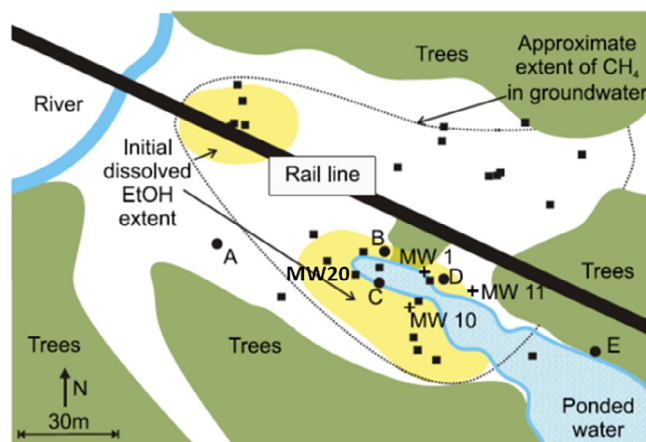 Trees
Approximate
extent of CH₄
in groundwater
River
Initial
dissolved
EtOH
extent
Rail line
A
B
MW 1
MW20
C
D
MW 11
MW 10
Trees
Trees
Trees
E
N
30m
Ponded
water